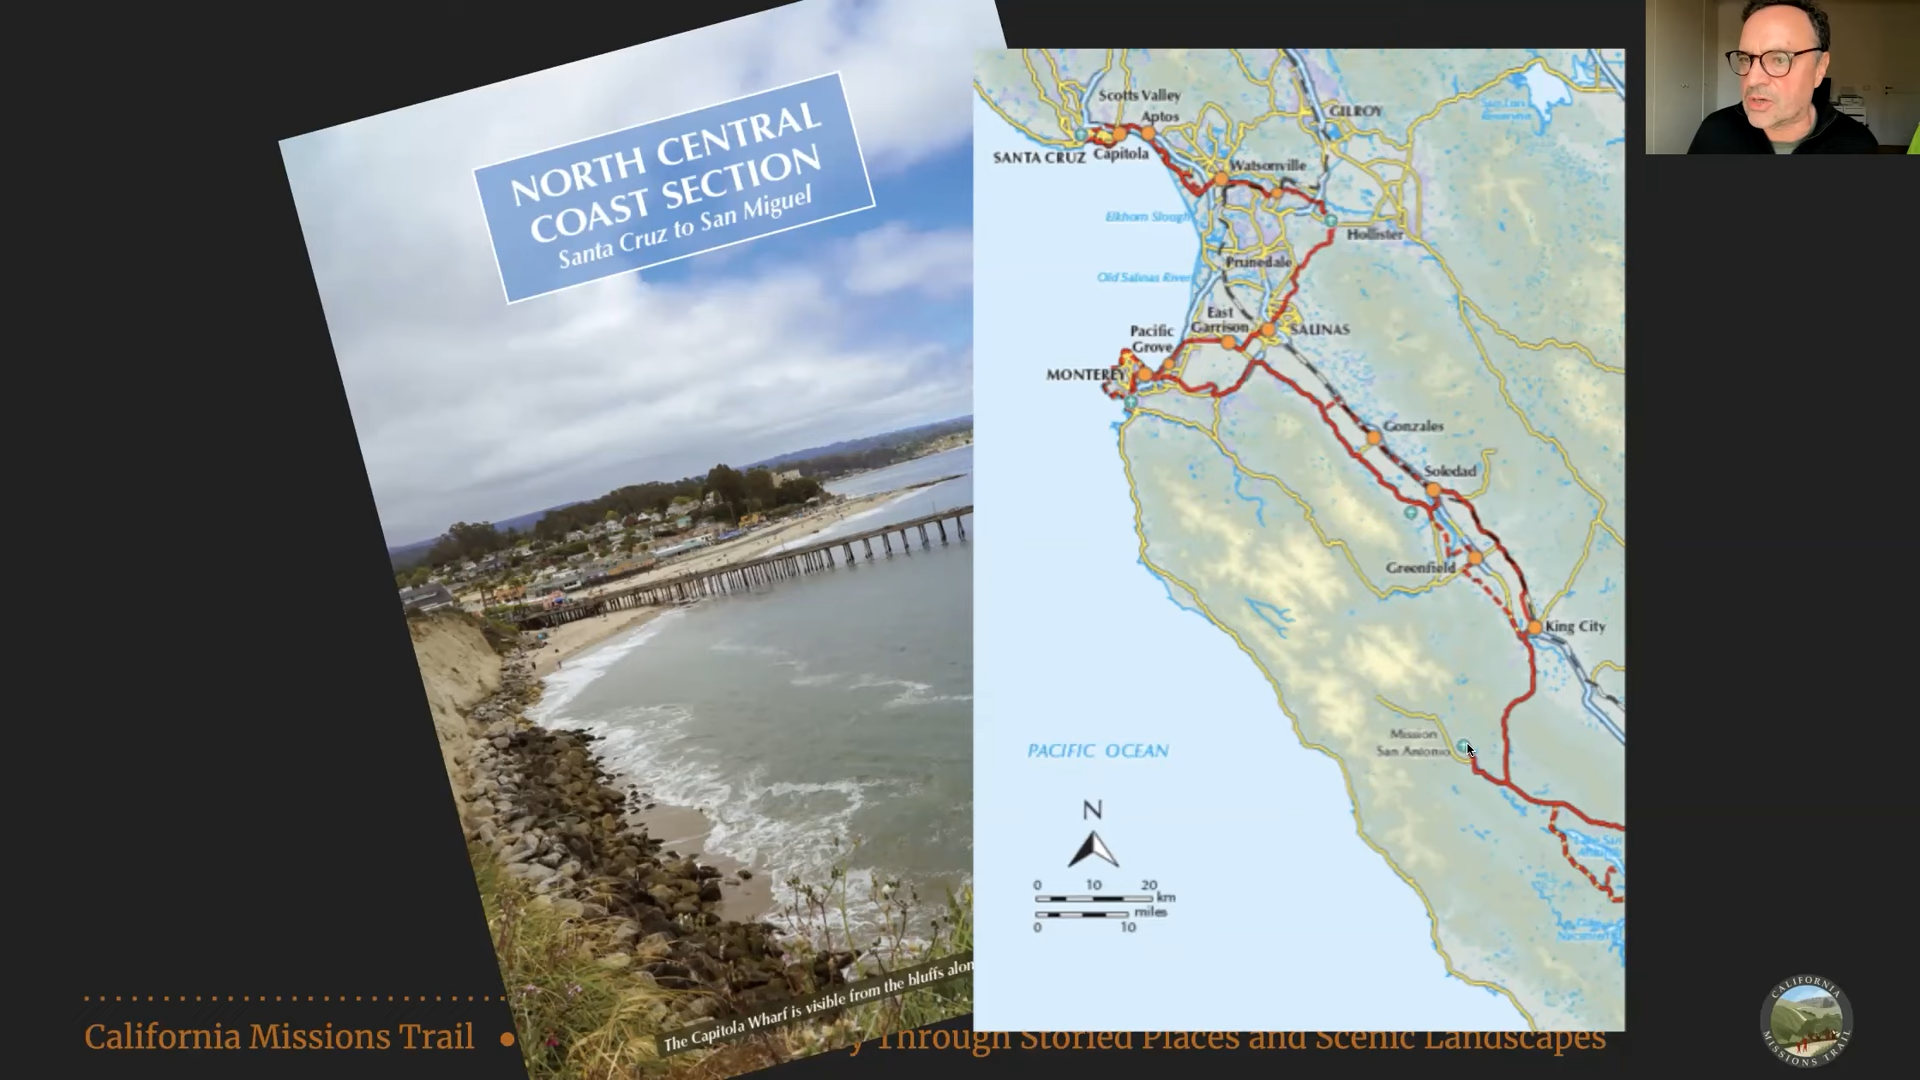 NORTH CENTRAL
COAST SECTION
Santa Cruz to San Miguel
The Capitola Wharf is visible from the bluffs alon
Scotts Valley
Aptos
GILROY
SANTA CRUZ
Capitola
Watsonville
Elkhorn Slough
Hollister
Prunedale
Old Salinas River
East
Garrison
SALINAS
Pacific
Grove
MONTEREY
Gonzales
Soledad
Greenfield
King City
Mission
San Antonio
PACIFIC OCEAN
N
0 10 20
km
miles
0 10
California Missions Trail •
y Through Storied Places and Scenic Landscapes
CALIFORNIA
MISSIONS TRAIL